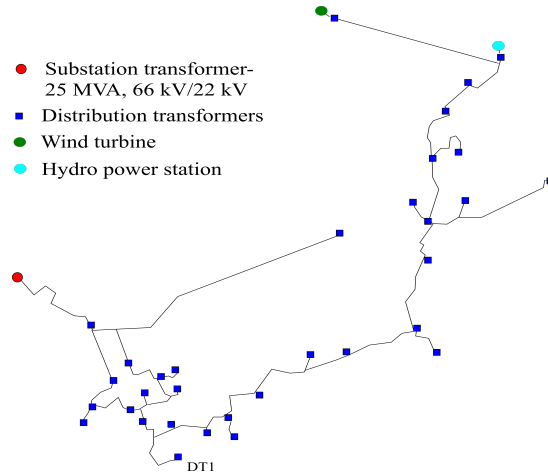 Substation transformer-
25 MVA, 66 kV/22 kV
Distribution transformers
Wind turbine
Hydro power station
DT1